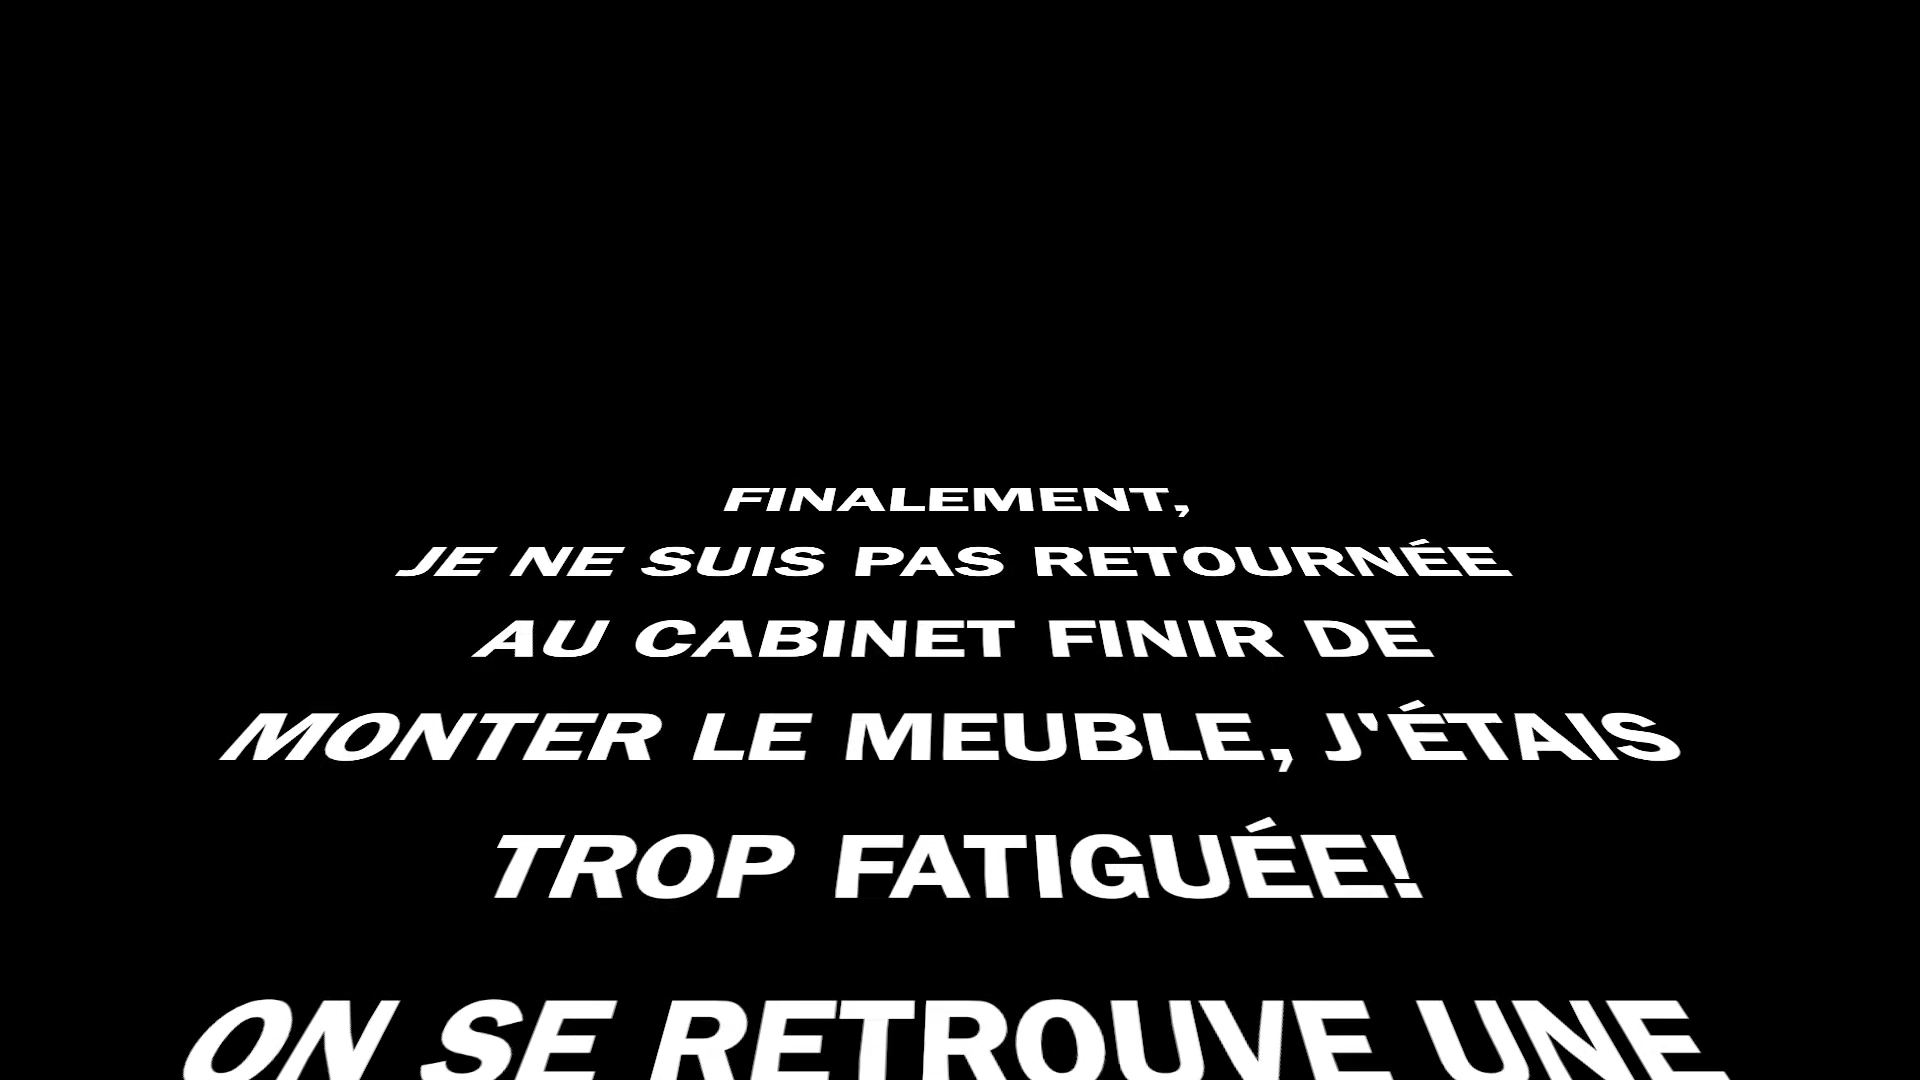 FINALEMENT,
JE NE SUIS PAS RETOURNÉE
AU CABINET FINIR DE
MONTER LE MEUBLE, J'ÉTAIS
TROP FATIGUÉE!
ON SE RETROUVE UNE